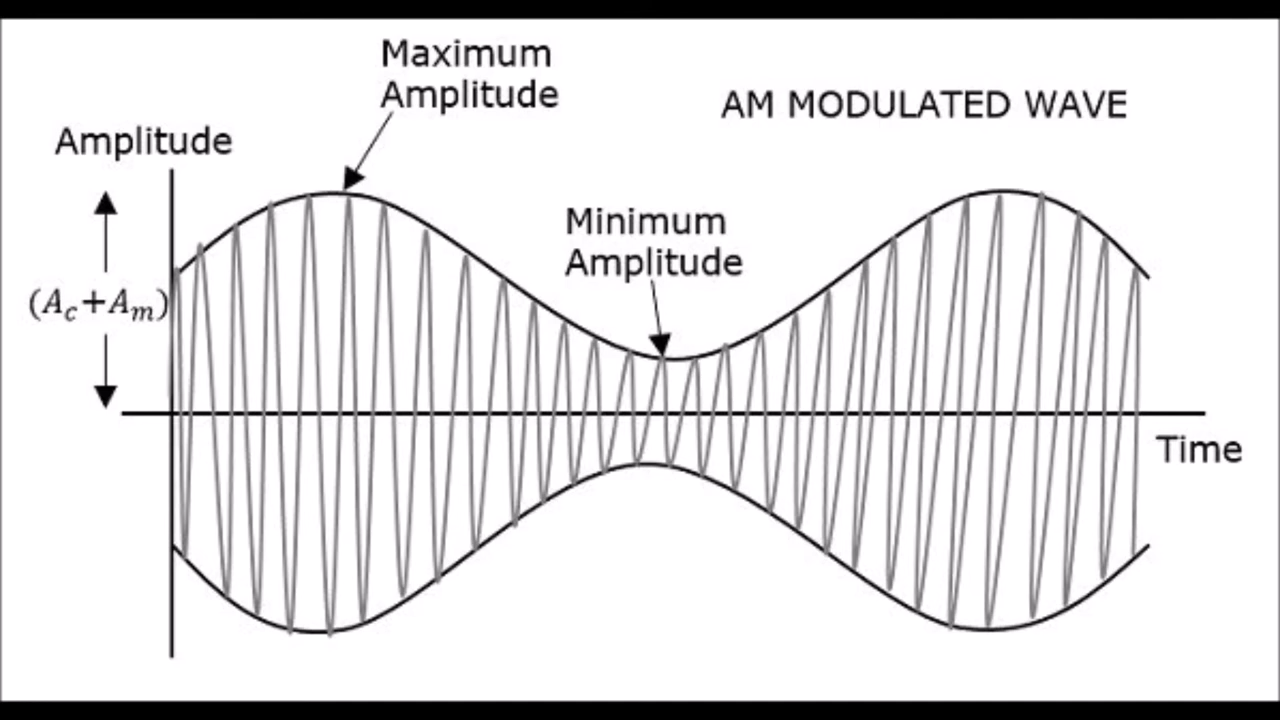 Maximum
Amplitude
AM MODULATED WAVE
Amplitude
Minimum
Amplitude
(A_c+A_m)
Time